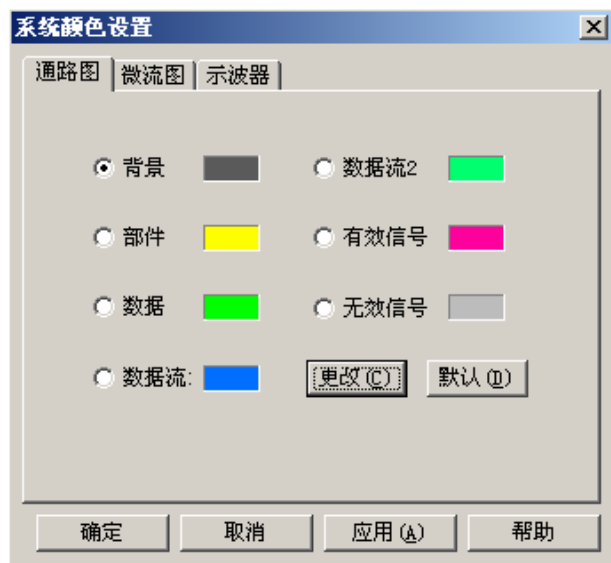 系统颜色设置
通路图 微流图 示波器
背景 数据流2
部件 有效信号
数据 无效信号
数据流: 更改(C) 默认(D)
确定 取消 应用(A) 帮助